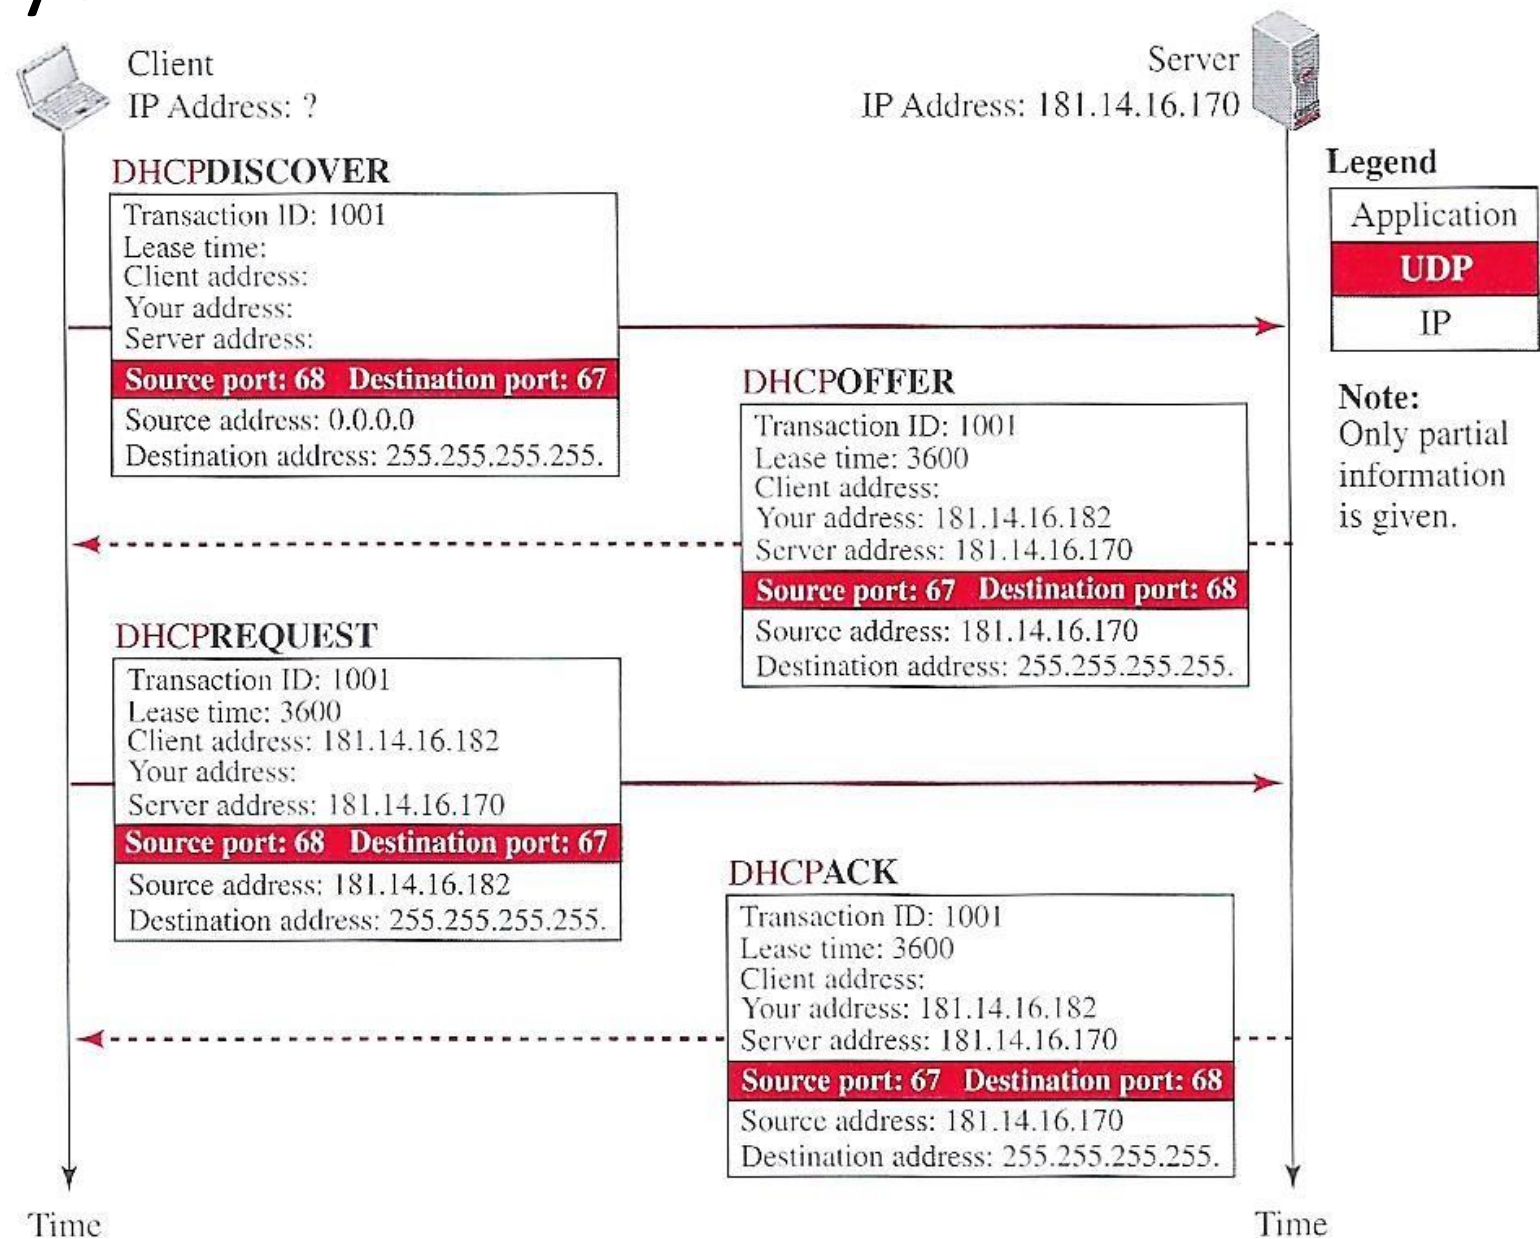 Client
IP Address: ?
Server
IP Address: 181.14.16.170
DHCPDISCOVER
Transaction ID: 1001
Lease time:
Client address:
Your address:
Server address:
Source port: 68 Destination port: 67
Source address: 0.0.0.0
Destination address: 255.255.255.255.
Legend
Application
UDP
IP
Note:
Only partial
information
is given.
DHCPOFFER
Transaction ID: 1001
Lease time: 3600
Client address:
Your address: 181.14.16.182
Server address: 181.14.16.170
Source port: 67 Destination port: 68
Source address: 181.14.16.170
Destination address: 255.255.255.255.
DHCPREQUEST
Transaction ID: 1001
Lease time: 3600
Client address: 181.14.16.182
Your address:
Server address: 181.14.16.170
Source port: 68 Destination port: 67
Source address: 181.14.16.182
Destination address: 255.255.255.255.
DHCPACK
Transaction ID: 1001
Lease time: 3600
Client address:
Your address: 181.14.16.182
Server address: 181.14.16.170
Source port: 67 Destination port: 68
Source address: 181.14.16.170
Destination address: 255.255.255.255.
Time
Time